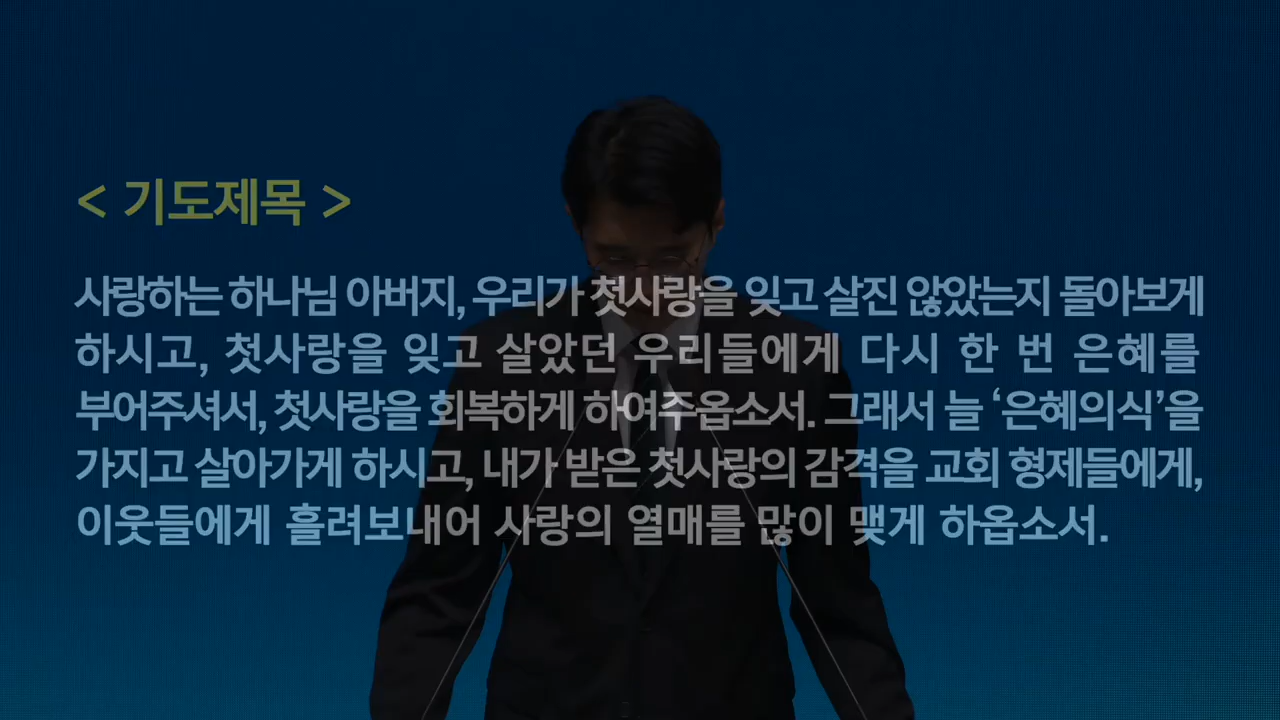 < 기도제목 >
사랑하는 하나님 아버지, 우리가 첫사랑을 잊고 살진 않았는지 돌아보게
하시고, 첫사랑을 잊고 살았던 우리들에게 다시 한 번 은혜를
부어주셔서, 첫사랑을 회복하게 하여주옵소서. 그래서 늘 ‘은혜의식’을
가지고 살아가게 하시고, 내가 받은 첫사랑의 감격을 교회 형제들에게,
이웃들에게 흘려보내어 사랑의 열매를 많이 맺게 하옵소서.